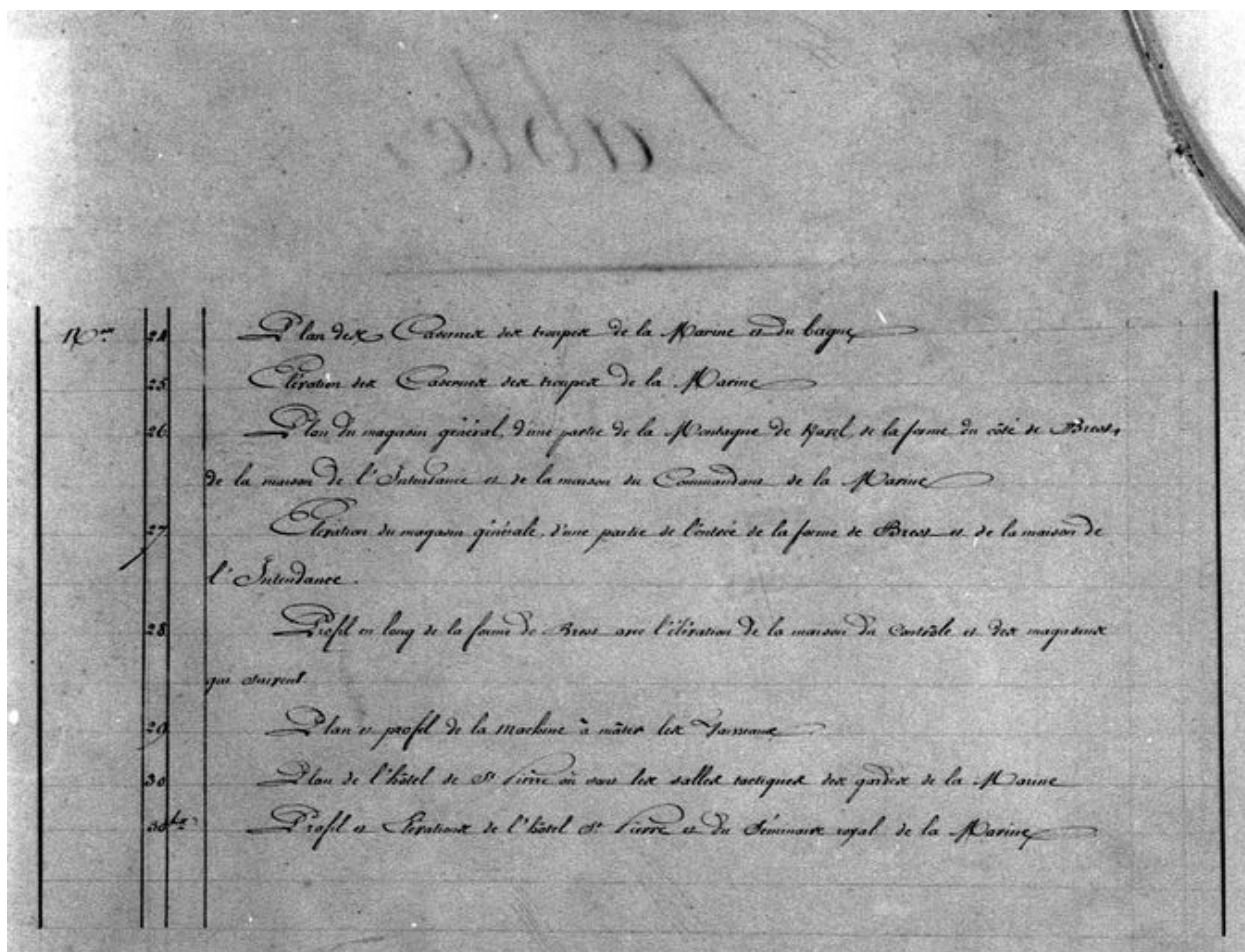 Nos 24 Plan des Casernes des troupes de la Marine et du bagne
25 Elévation des Casernes des troupes de la Marine
26 Plan du magasin général, d'une partie de la Montagne de de la forme du côté de Brest,
de la maison de l'Intendance et de la maison du Commandant de la Marine
27 Elévation du magasin générale, d'une partie de l'entrée de la forme de Brest et de la maison de
l'Intendance.
28 Profil en long de la forme de Brest avec l'élévation de la maison du Contrôle et des magasins
qui suivent.
29 Plan et profil de la machine à mâter les Vaisseaux
30 Plan de l'hôtel de St Pierre où sont les salles tactiques des gardes de la Marine
30 bis Profil et Elévations de l'hôtel St Pierre et du Séminaire royal de la Marine